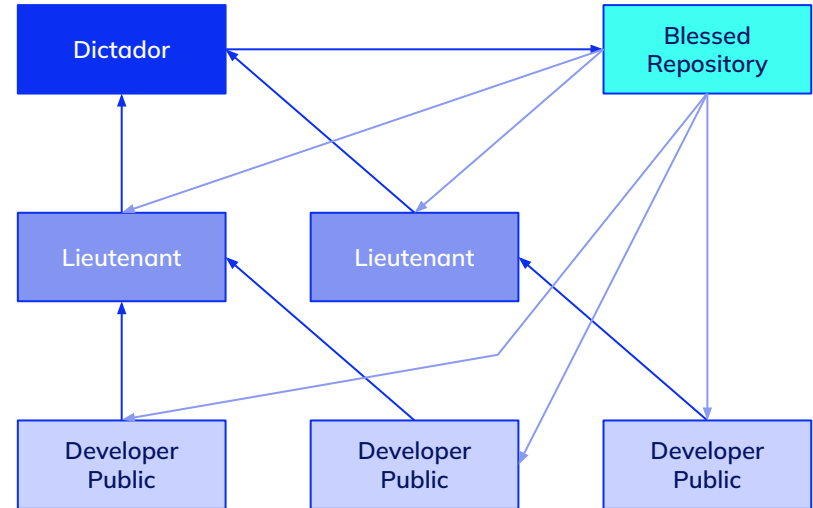 Dictador
Blessed
Repository
Lieutenant
Lieutenant
Developer
Public
Developer
Public
Developer
Public